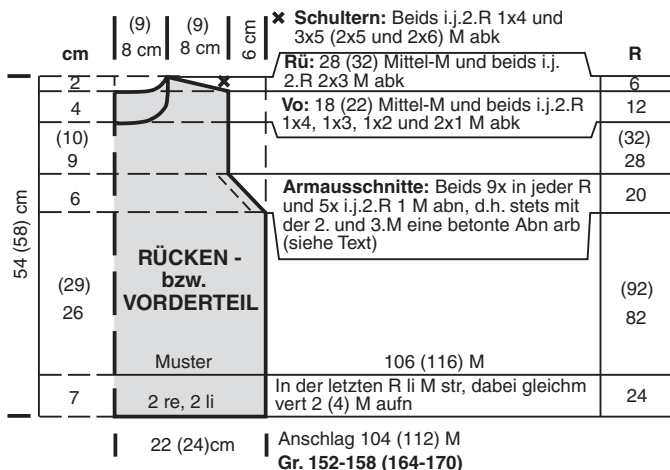 (9) (9)
8 cm 8 cm 6 cm
✖ Schultern: Beids i.j.2.R 1x4 und
3x5 (2x5 und 2x6) M abk
cm
R
Rü: 28 (32) Mittel-M und beids i.j.
2.R 2x3 M abk
2
6
Vo: 18 (22) Mittel-M und beids i.j.2.R
1x4, 1x3, 1x2 und 2x1 M abk
4
12
(10)
9
(32)
28
Armausschnitte: Beids 9x in jeder R
und 5x i.j.2.R 1 M abn, d.h. stets mit
der 2. und 3.M eine betonte Abn arb
(siehe Text)
6
20
54 (58) cm
RÜCKEN -
bzw.
VORDERTEIL
(29)
26
(92)
82
Muster
106 (116) M
7
2 re, 2 li
In der letzten R li M str, dabei gleichm
vert 2 (4) M aufn
24
22 (24)cm
Anschlag 104 (112) M
Gr. 152-158 (164-170)